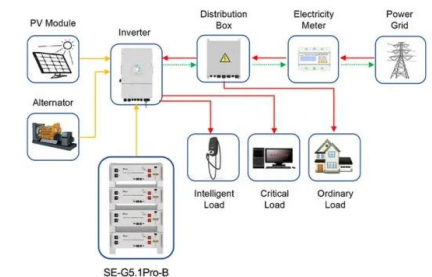 PV Module
Inverter
Distribution
Box
Electricity
Meter
Power
Grid
Alternator
Intelligent
Load
Critical
Load
Ordinary
Load
SE-G5.1Pro-B